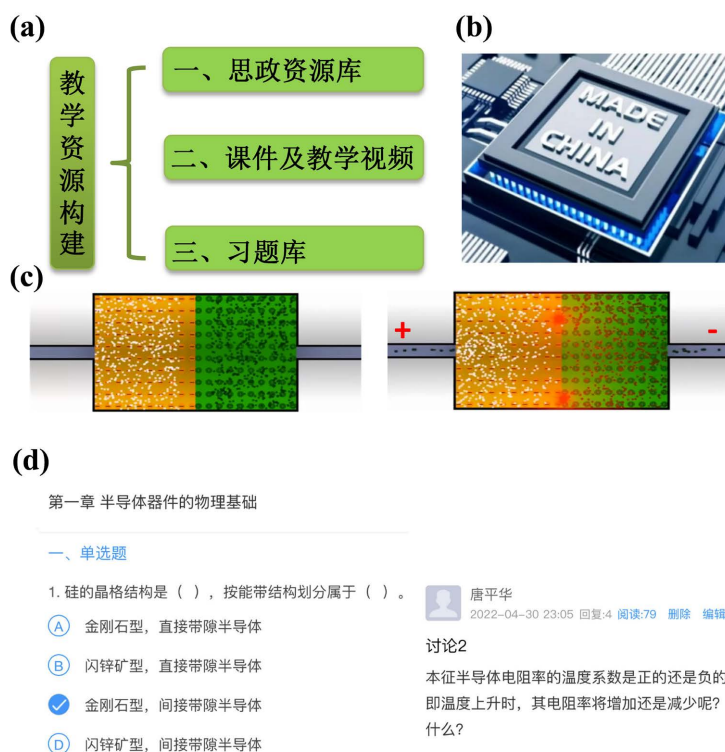 (a)
教学资源构建
一、思政资源库
二、课件及教学视频
三、习题库
(b)
MADE
IN
CHINA
(c)
+
-
(d)
第一章 半导体器件的物理基础
一、单选题
1. 硅的晶格结构是（ ），按能带结构划分属于（ ）。
A 金刚石型，直接带隙半导体
B 闪锌矿型，直接带隙半导体
金刚石型，间接带隙半导体
D 闪锌矿型，间接带隙半导体
唐平华
2022-04-30 23:05 回复:4 阅读:79 删除 编辑
讨论2
本征半导体电阻率的温度系数是正的还是负的
即温度上升时，其电阻率将增加还是减少呢？
什么？